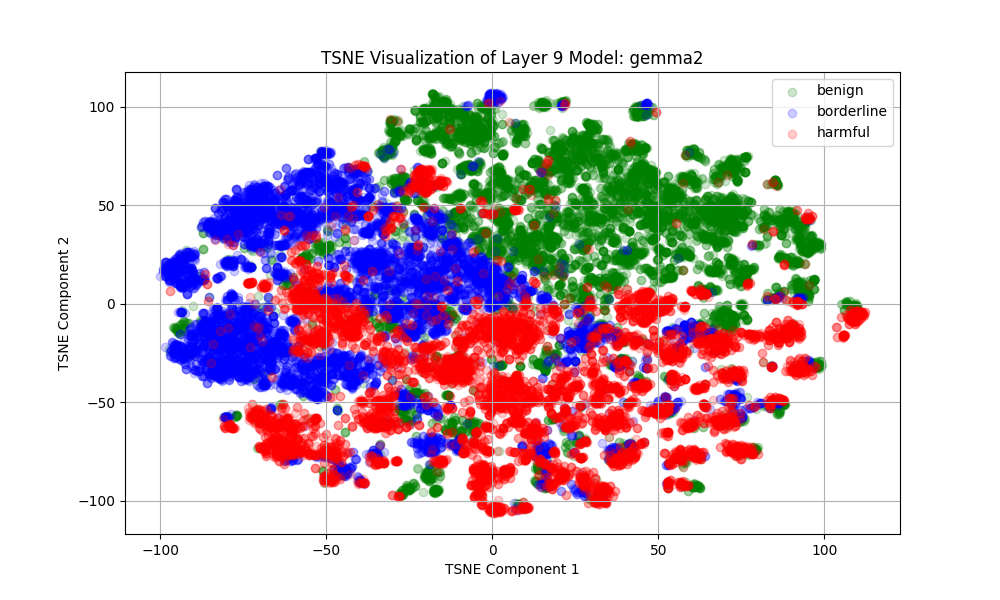 TSNE Visualization of Layer 9 Model: gemma2
benign
borderline
harmful
100
50
0
−50
−100
TSNE Component 2
−100
−50
0
50
100
TSNE Component 1